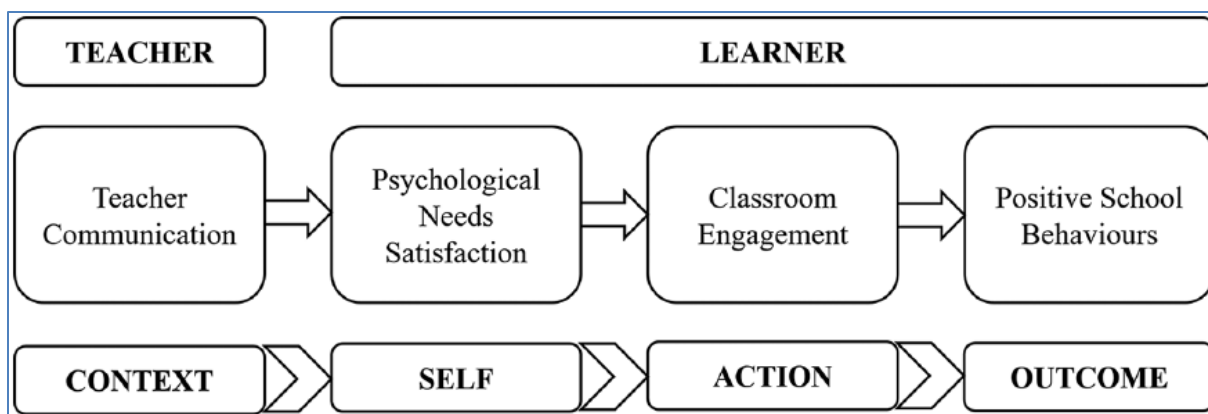 TEACHER
LEARNER
Teacher
Communication
Psychological
Needs
Satisfaction
Classroom
Engagement
Positive School
Behaviours
CONTEXT
SELF
ACTION
OUTCOME